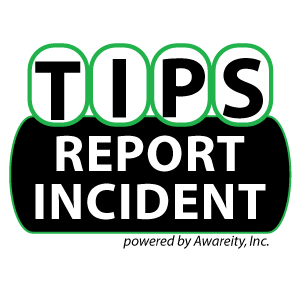 TIPS
REPORT
INCIDENT
powered by Awareity, Inc.